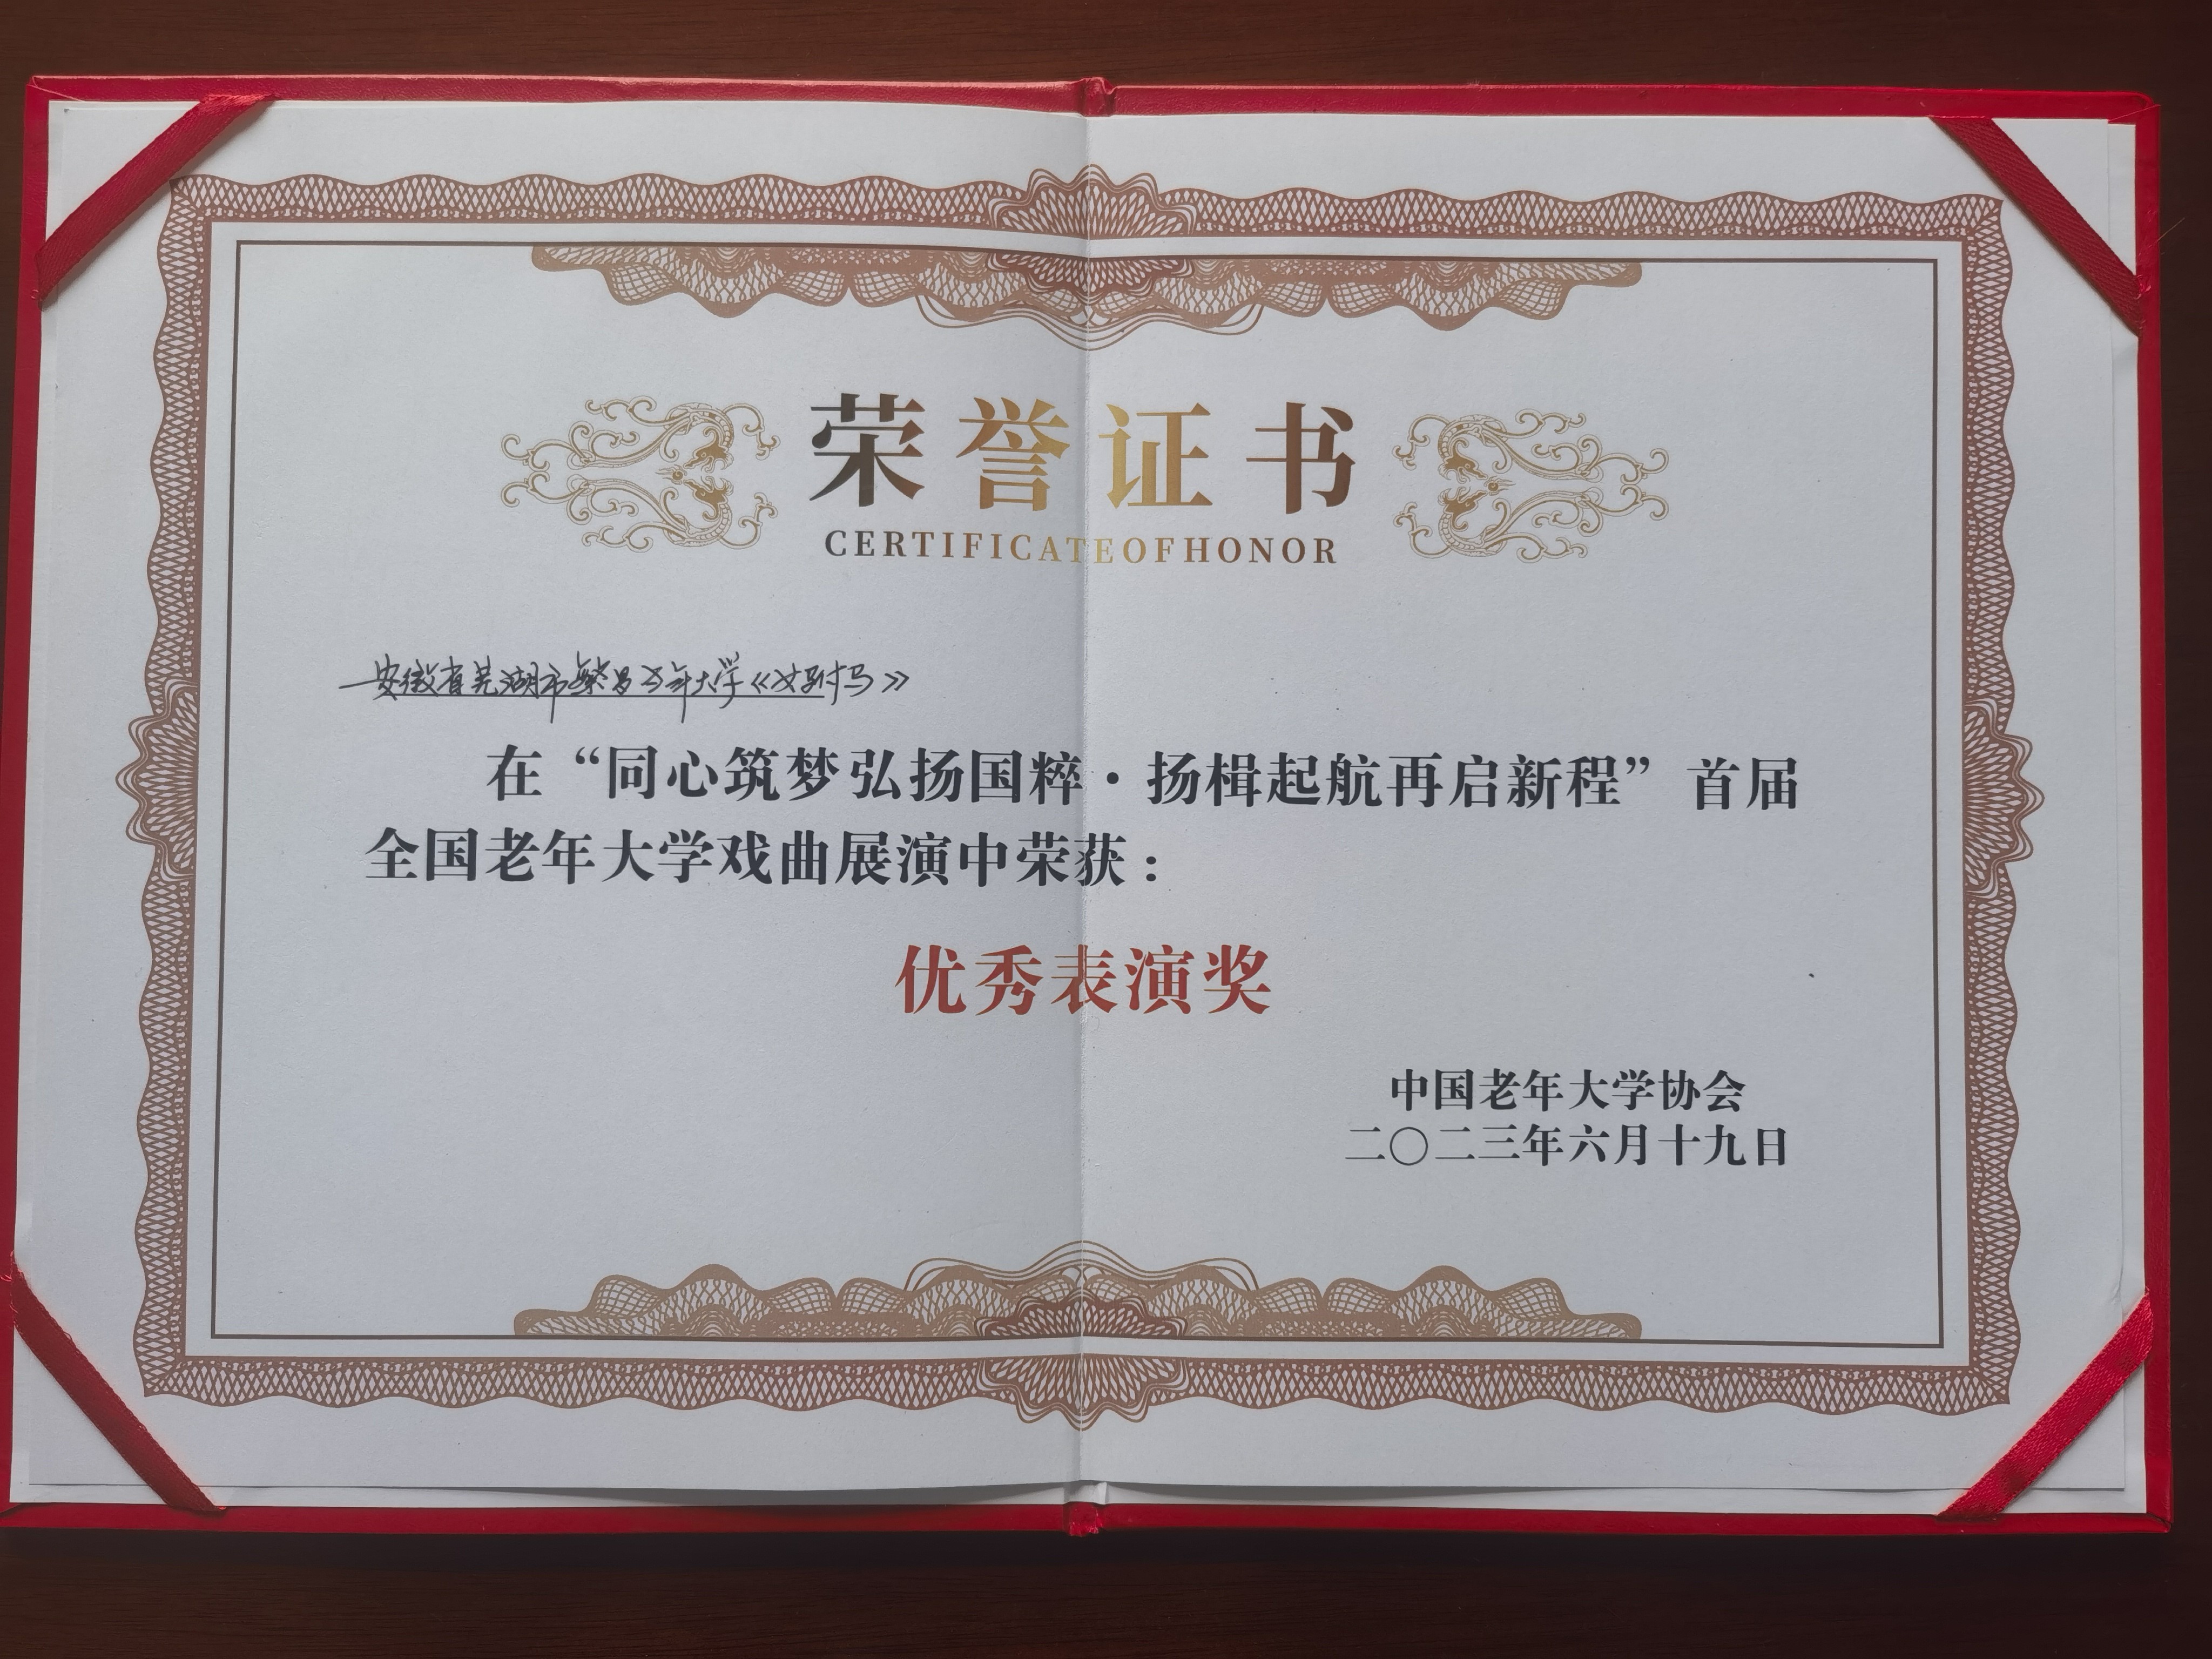 荣誉证书
CERTIFICATEOFHONOR
安徽省芜湖市繁昌老年大学《女驸马》
在“同心筑梦弘扬国粹·扬楫起航再启新程”首届
全国老年大学戏曲展演中荣获：
优秀表演奖
中国老年大学协会
二〇二三年六月十九日